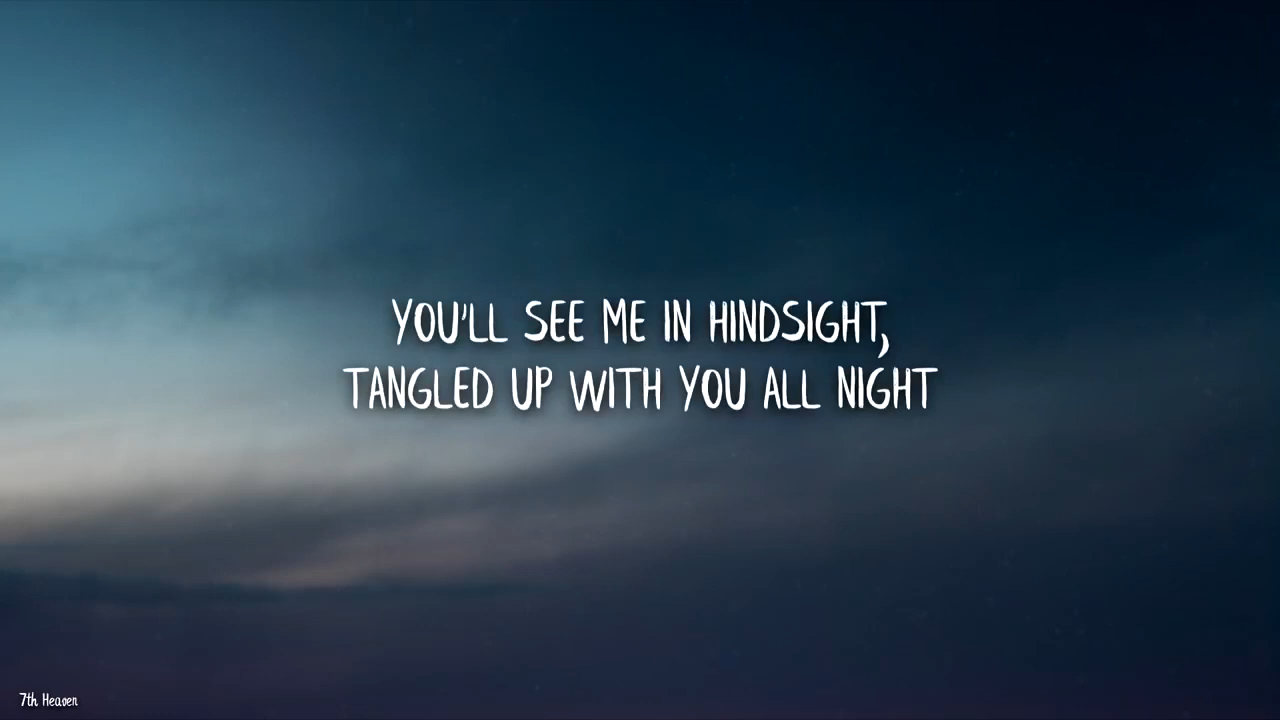 YOU'LL SEE ME IN HINDSIGHT,
TANGLED UP WITH YOU ALL NIGHT
7th Heaven